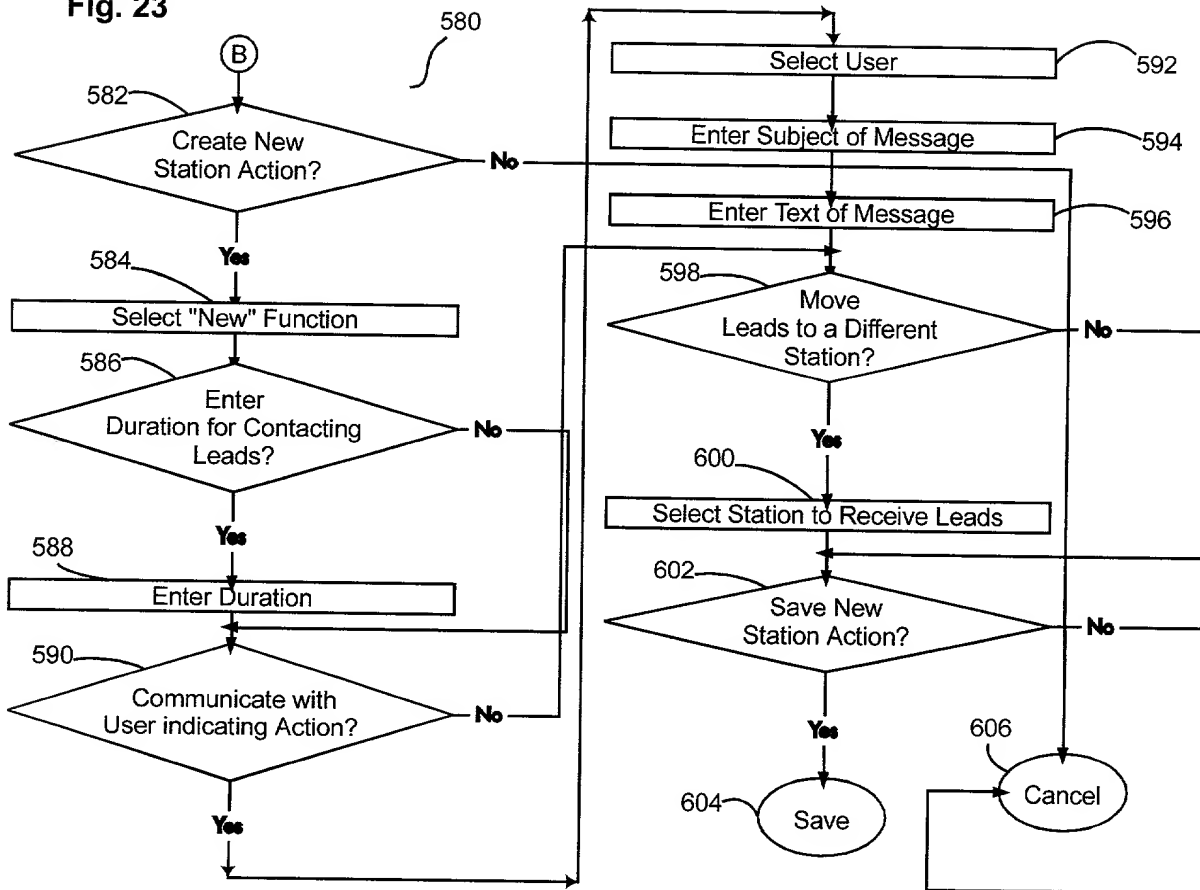 Fig. 23
580
B
582
Create New
Station Action?
No
Yes
584
Select "New" Function
586
Enter
Duration for Contacting
Leads?
No
Yes
588
Enter Duration
590
Communicate with
User indicating Action?
No
Yes
Select User
592
Enter Subject of Message
594
Enter Text of Message
596
598
Move
Leads to a Different
Station?
No
Yes
600
Select Station to Receive Leads
602
Save New
Station Action?
No
Yes
604
Save
606
Cancel